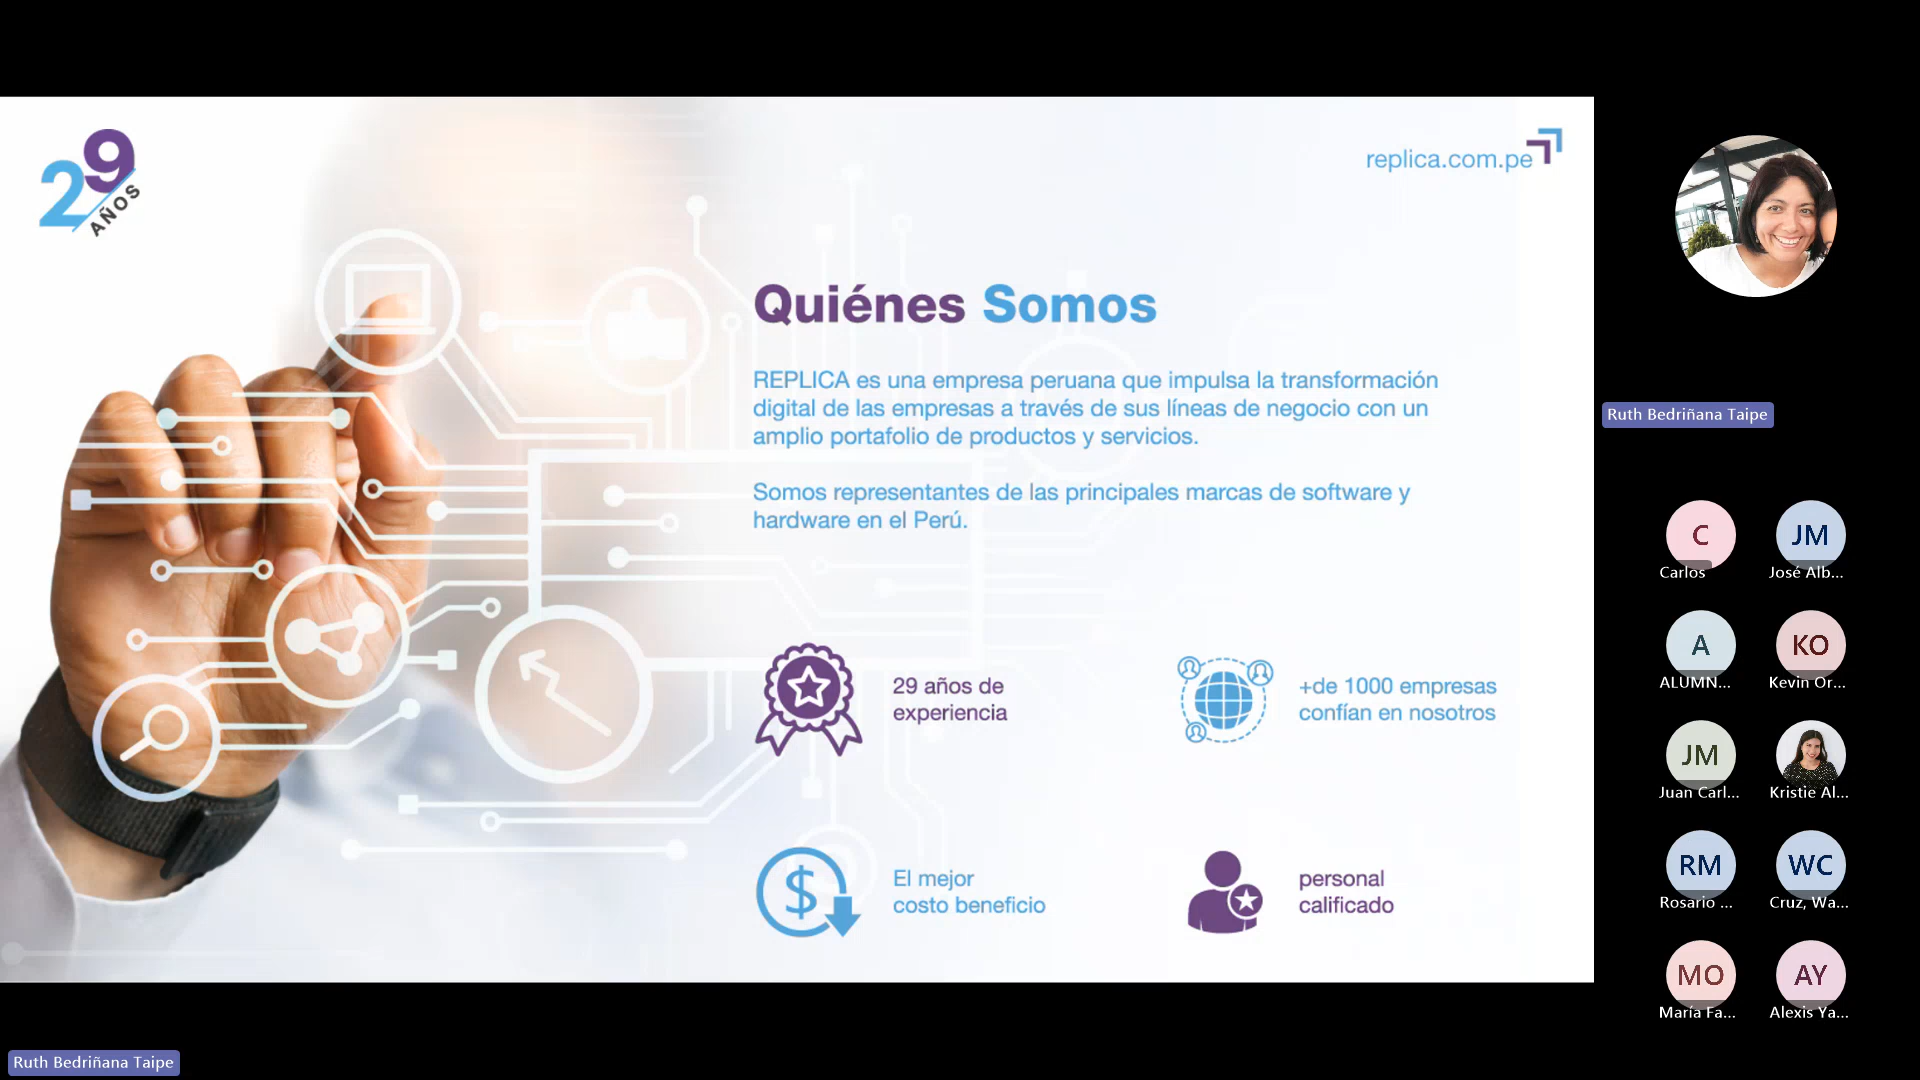 29
AÑOS
replica.com.pe
Quiénes Somos
REPLICA es una empresa peruana que impulsa la transformación
digital de las empresas a través de sus líneas de negocio con un
amplio portafolio de productos y servicios.
Somos representantes de las principales marcas de software y
hardware en el Perú.
29 años de
experiencia
+de 1000 empresas
confían en nosotros
El mejor
costo beneficio
personal
calificado
Ruth Bedriñana Taipe
C
Carlos
JM
José Alb...
A
ALUMN...
KO
Kevin Or...
JM
Juan Carl...
Kristie Al...
RM
Rosario ...
WC
Cruz, Wa...
MO
María Fa...
AY
Alexis Ya...
Ruth Bedriñana Taipe